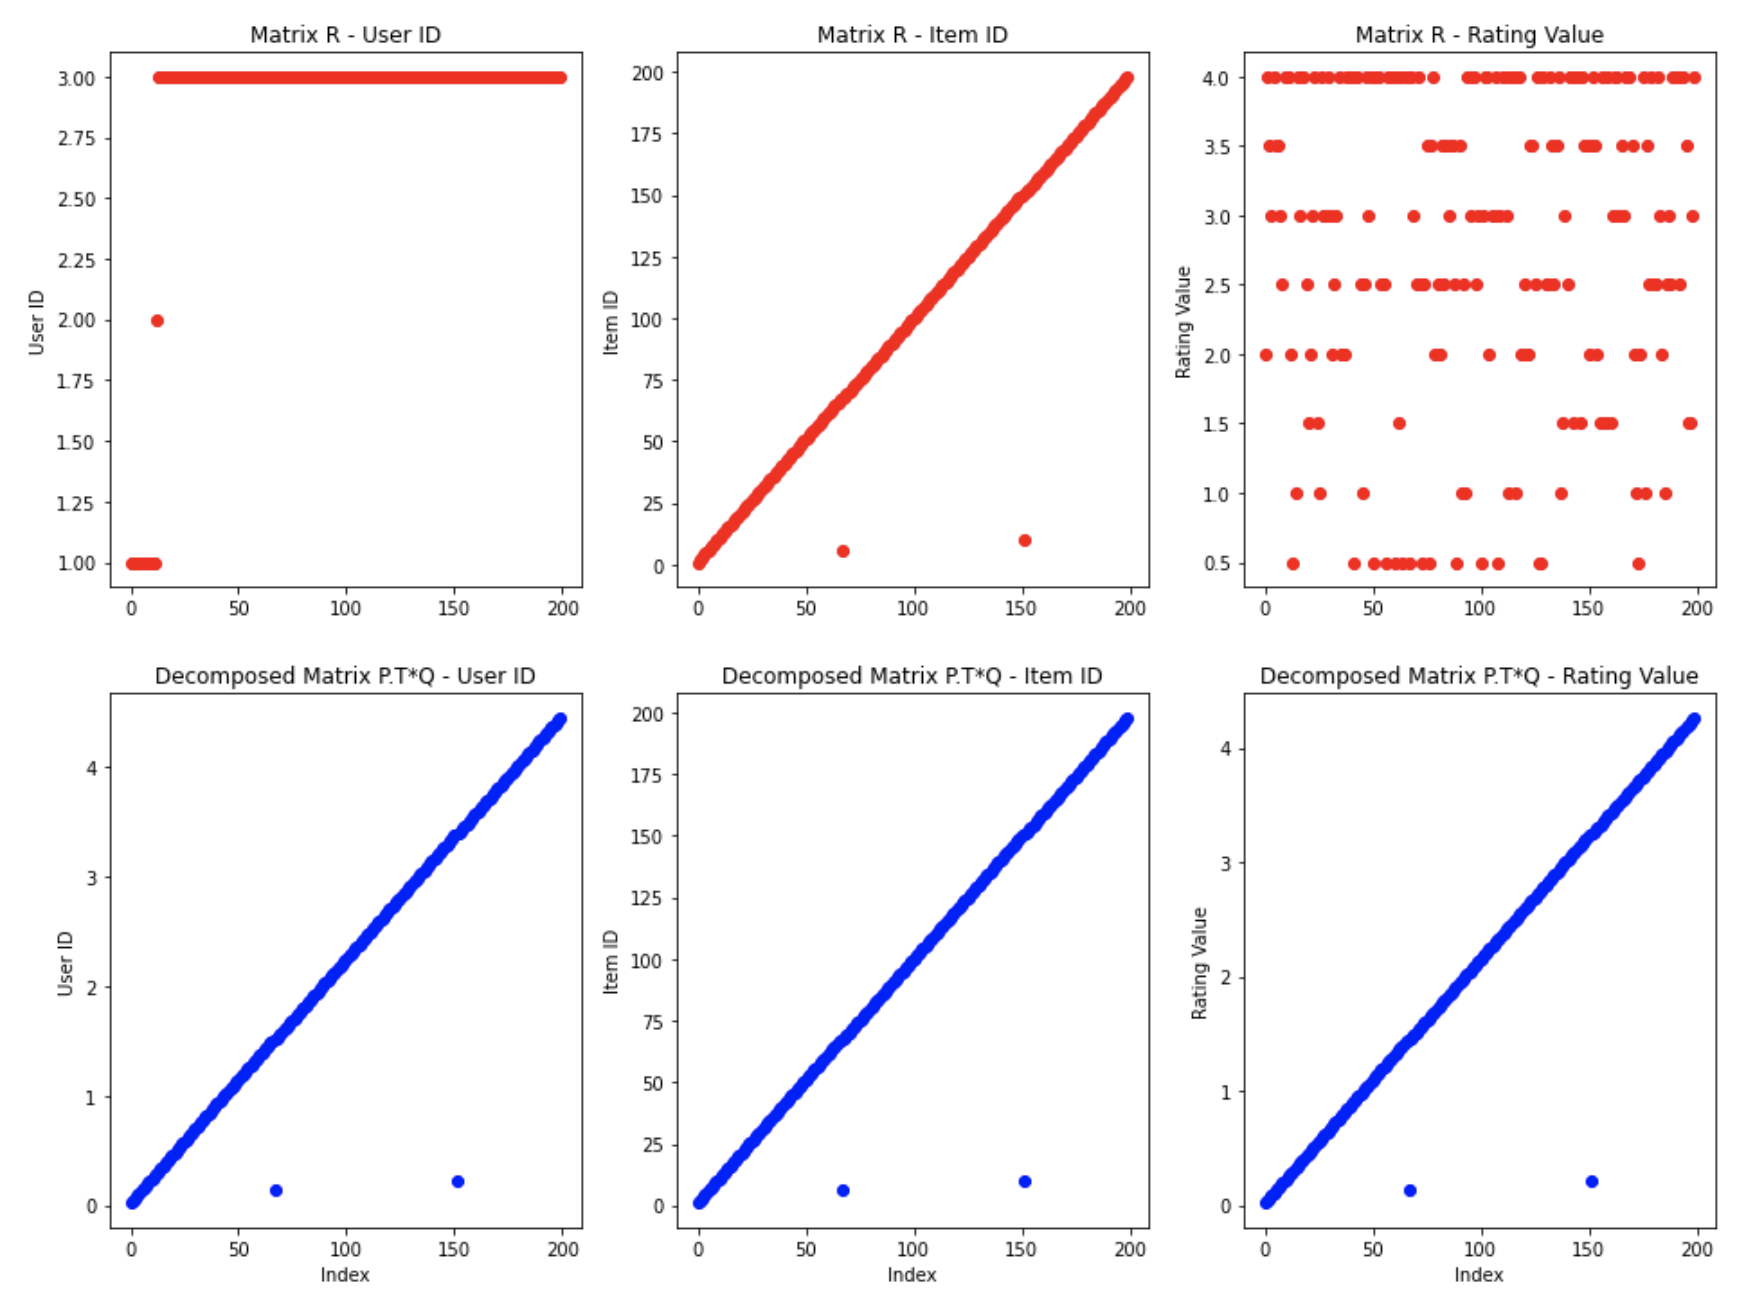 Matrix R - User ID
User ID
3.00
2.75
2.50
2.25
2.00
1.75
1.50
1.25
1.00
0 50 100 150 200
Matrix R - Item ID
Item ID
200
175
150
125
100
75
50
25
0
0 50 100 150 200
Matrix R - Rating Value
Rating Value
4.0
3.5
3.0
2.5
2.0
1.5
1.0
0.5
0 50 100 150 200
Decomposed Matrix P.T*Q - User ID
User ID
4
3
2
1
0
0 50 100 150 200
Index
Decomposed Matrix P.T*Q - Item ID
Item ID
200
175
150
125
100
75
50
25
0
0 50 100 150 200
Index
Decomposed Matrix P.T*Q - Rating Value
Rating Value
4
3
2
1
0
0 50 100 150 200
Index